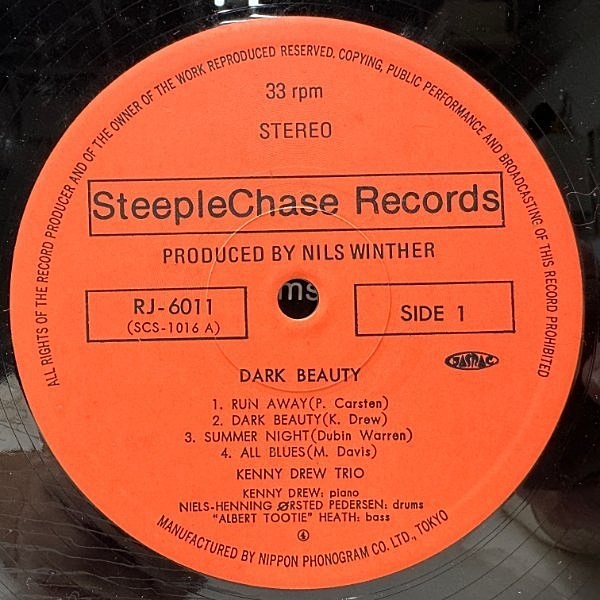 ALL RIGHTS OF THE RECORD PRODUCER AND OF THE OWNER OF THE WORK REPRODUCED RESERVED. COPYING, PUBLIC PERFORMANCE AND BROADCASTING OF THIS RECORD PROHIBITED
33 rpm
STEREO
SteepleChase Records
PRODUCED BY NILS WINTHER
ms
RJ-6011
(SCS-1016 A)
SIDE 1
JASRAC
DARK BEAUTY
1. RUN AWAY(P. Carsten)
2. DARK BEAUTY(K. Drew)
3. SUMMER NIGHT(Dubin Warren)
4. ALL BLUES(M. Davis)
KENNY DREW TRIO
KENNY DREW: piano
NIELS-HENNING ØRSTED PEDERSEN: drums
"ALBERT TOOTIE" HEATH: bass
④
MANUFACTURED BY NIPPON PHONOGRAM CO. LTD., TOKYO